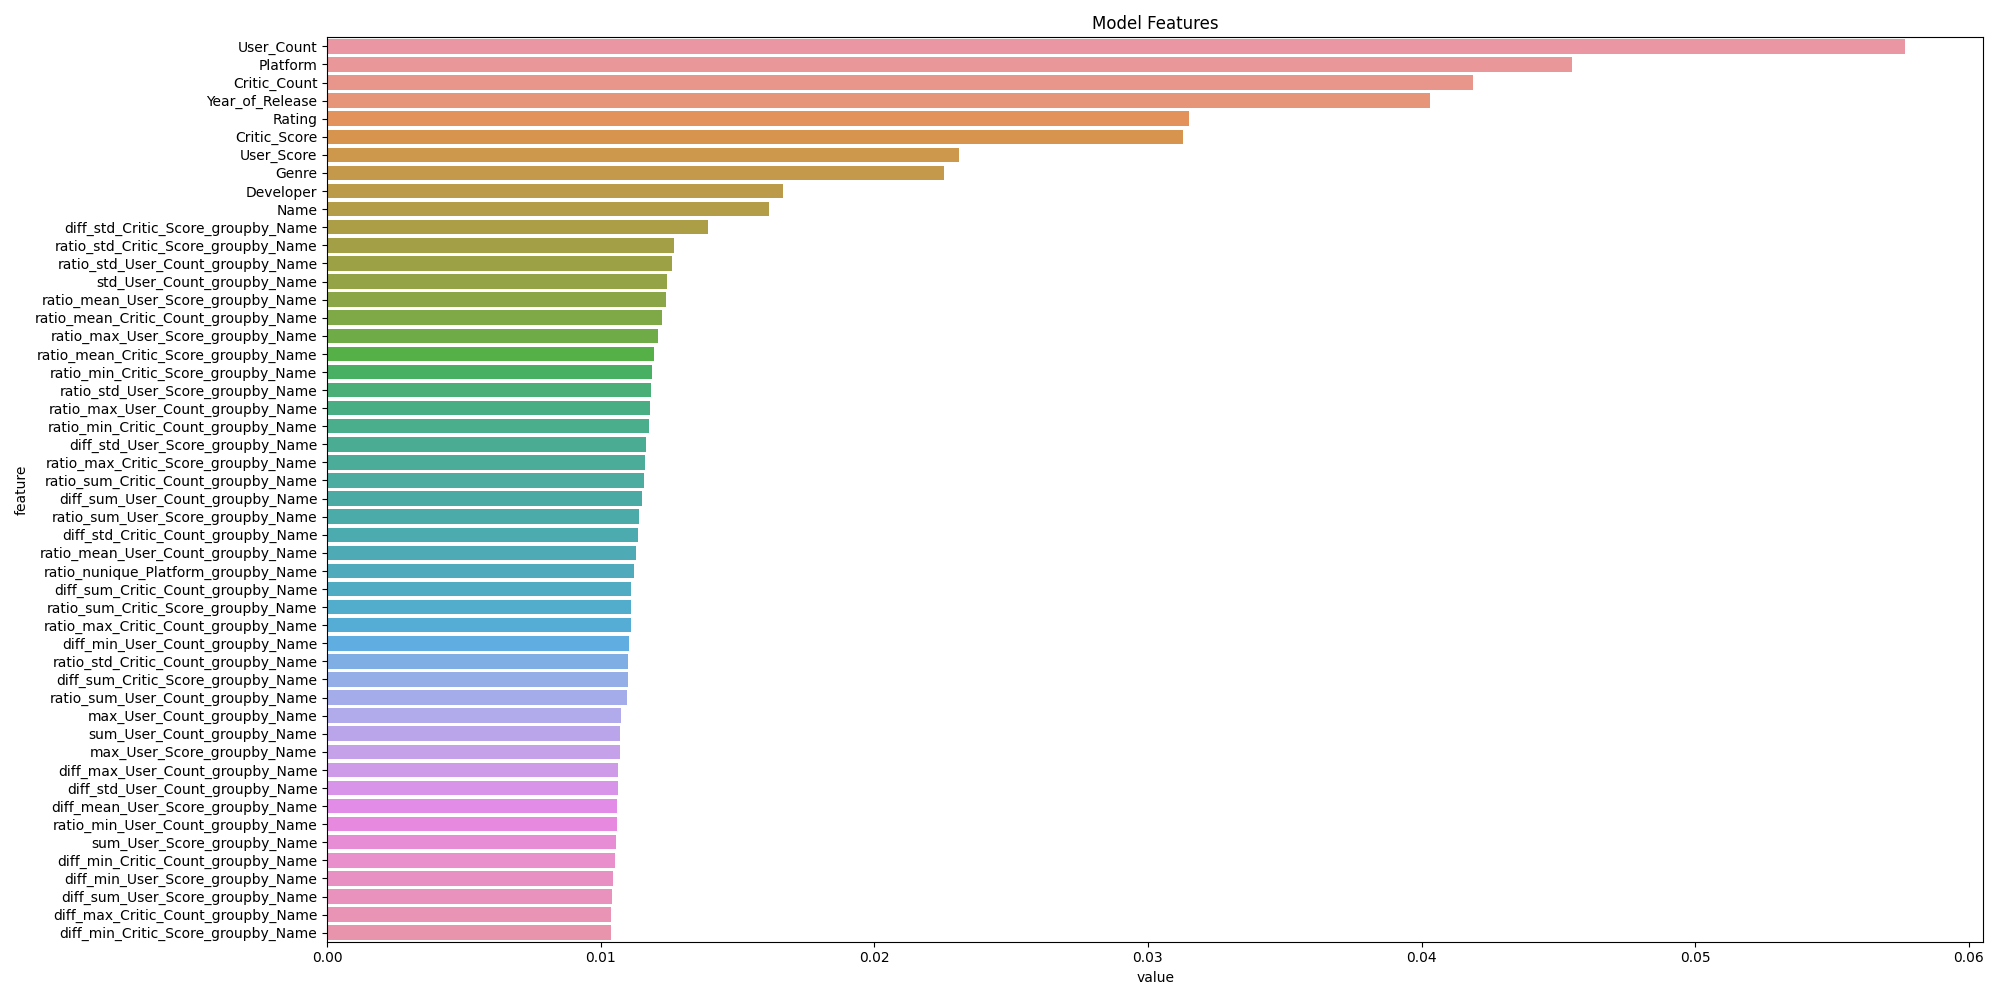 Model Features
User_Count
Platform
Critic_Count
Year_of_Release
Rating
Critic_Score
User_Score
Genre
Developer
Name
diff_std_Critic_Score_groupby_Name
ratio_std_Critic_Score_groupby_Name
ratio_std_User_Count_groupby_Name
std_User_Count_groupby_Name
ratio_mean_User_Score_groupby_Name
ratio_mean_Critic_Count_groupby_Name
ratio_max_User_Score_groupby_Name
ratio_mean_Critic_Score_groupby_Name
ratio_min_Critic_Score_groupby_Name
ratio_std_User_Score_groupby_Name
ratio_max_User_Count_groupby_Name
ratio_min_Critic_Count_groupby_Name
diff_std_User_Score_groupby_Name
ratio_max_Critic_Score_groupby_Name
ratio_sum_Critic_Count_groupby_Name
diff_sum_User_Count_groupby_Name
ratio_sum_User_Score_groupby_Name
diff_std_Critic_Count_groupby_Name
ratio_mean_User_Count_groupby_Name
ratio_nunique_Platform_groupby_Name
diff_sum_Critic_Count_groupby_Name
ratio_sum_Critic_Score_groupby_Name
ratio_max_Critic_Count_groupby_Name
diff_min_User_Count_groupby_Name
ratio_std_Critic_Count_groupby_Name
diff_sum_Critic_Score_groupby_Name
ratio_sum_User_Count_groupby_Name
max_User_Count_groupby_Name
sum_User_Count_groupby_Name
max_User_Score_groupby_Name
diff_max_User_Count_groupby_Name
diff_std_User_Count_groupby_Name
diff_mean_User_Score_groupby_Name
ratio_min_User_Count_groupby_Name
sum_User_Score_groupby_Name
diff_min_Critic_Count_groupby_Name
diff_min_User_Score_groupby_Name
diff_sum_User_Score_groupby_Name
diff_max_Critic_Count_groupby_Name
diff_min_Critic_Score_groupby_Name
feature
0.00 0.01 0.02 0.03 0.04 0.05 0.06
value